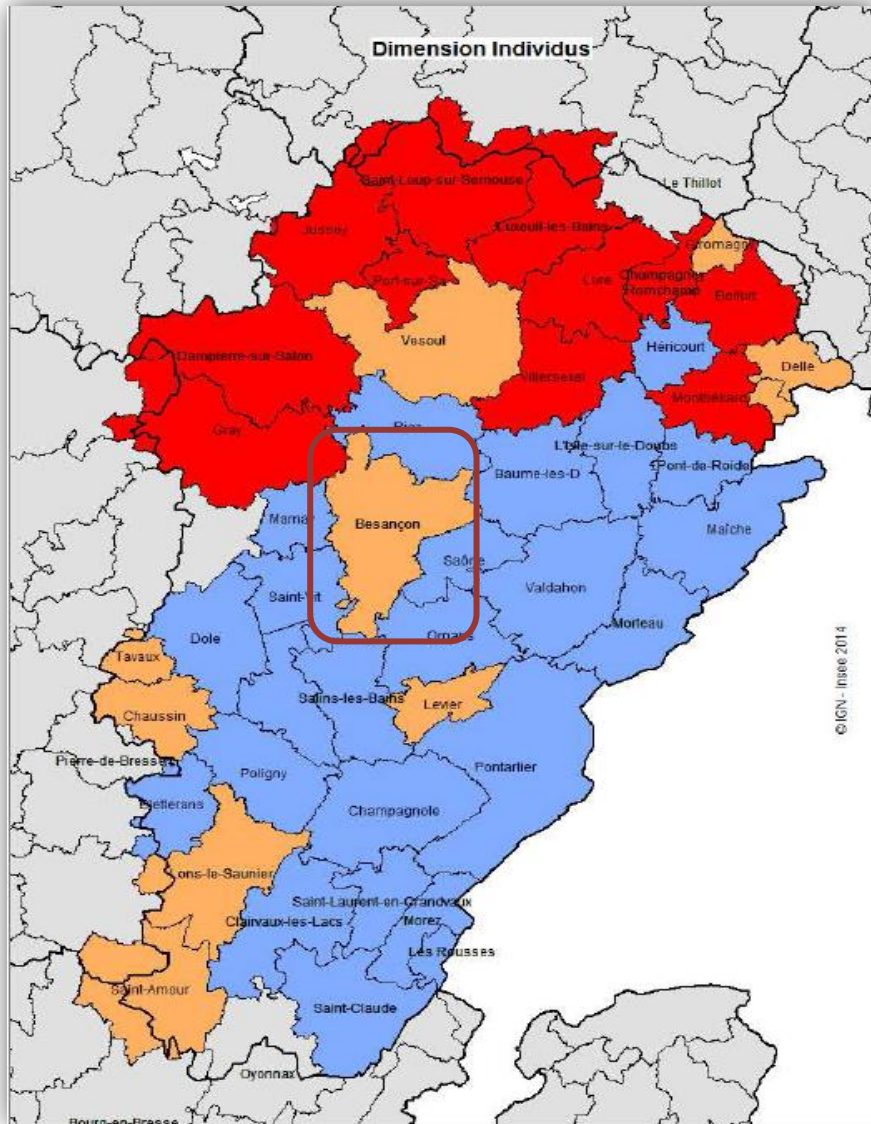 Dimension Individus
Le Thillot
Saint-Loup-sur-Semouse
Luxeuil-les-Bains
Jussey
Giromagny
Port-sur-Sa
Lure
Champagney
Ronchamp
Belfort
Vesoul
Héricourt
Dampierre-sur-Salon
Delle
Villersexel
Montbéliard
Gray
Rioz
L'Isle-sur-le-Doubs
Baume-les-D
Pont-de-Roide
Marnay
Besançon
Maîche
Saône
Valdahon
Saint-Vit
Morteau
Ornans
Dole
© IGN - Insee 2014
Tavaux
Salins-les-Bains
Levier
Chaussin
Pierre-de-Bresse
Poligny
Pontarlier
Bletterans
Champagnole
Lons-le-Saunier
Saint-Laurent-en-Grandvaux
Clairvaux-les-Lacs
Morez
Les Rousses
Saint-Amour
Saint-Claude
Oyonnax
Bourg-en-Bresse